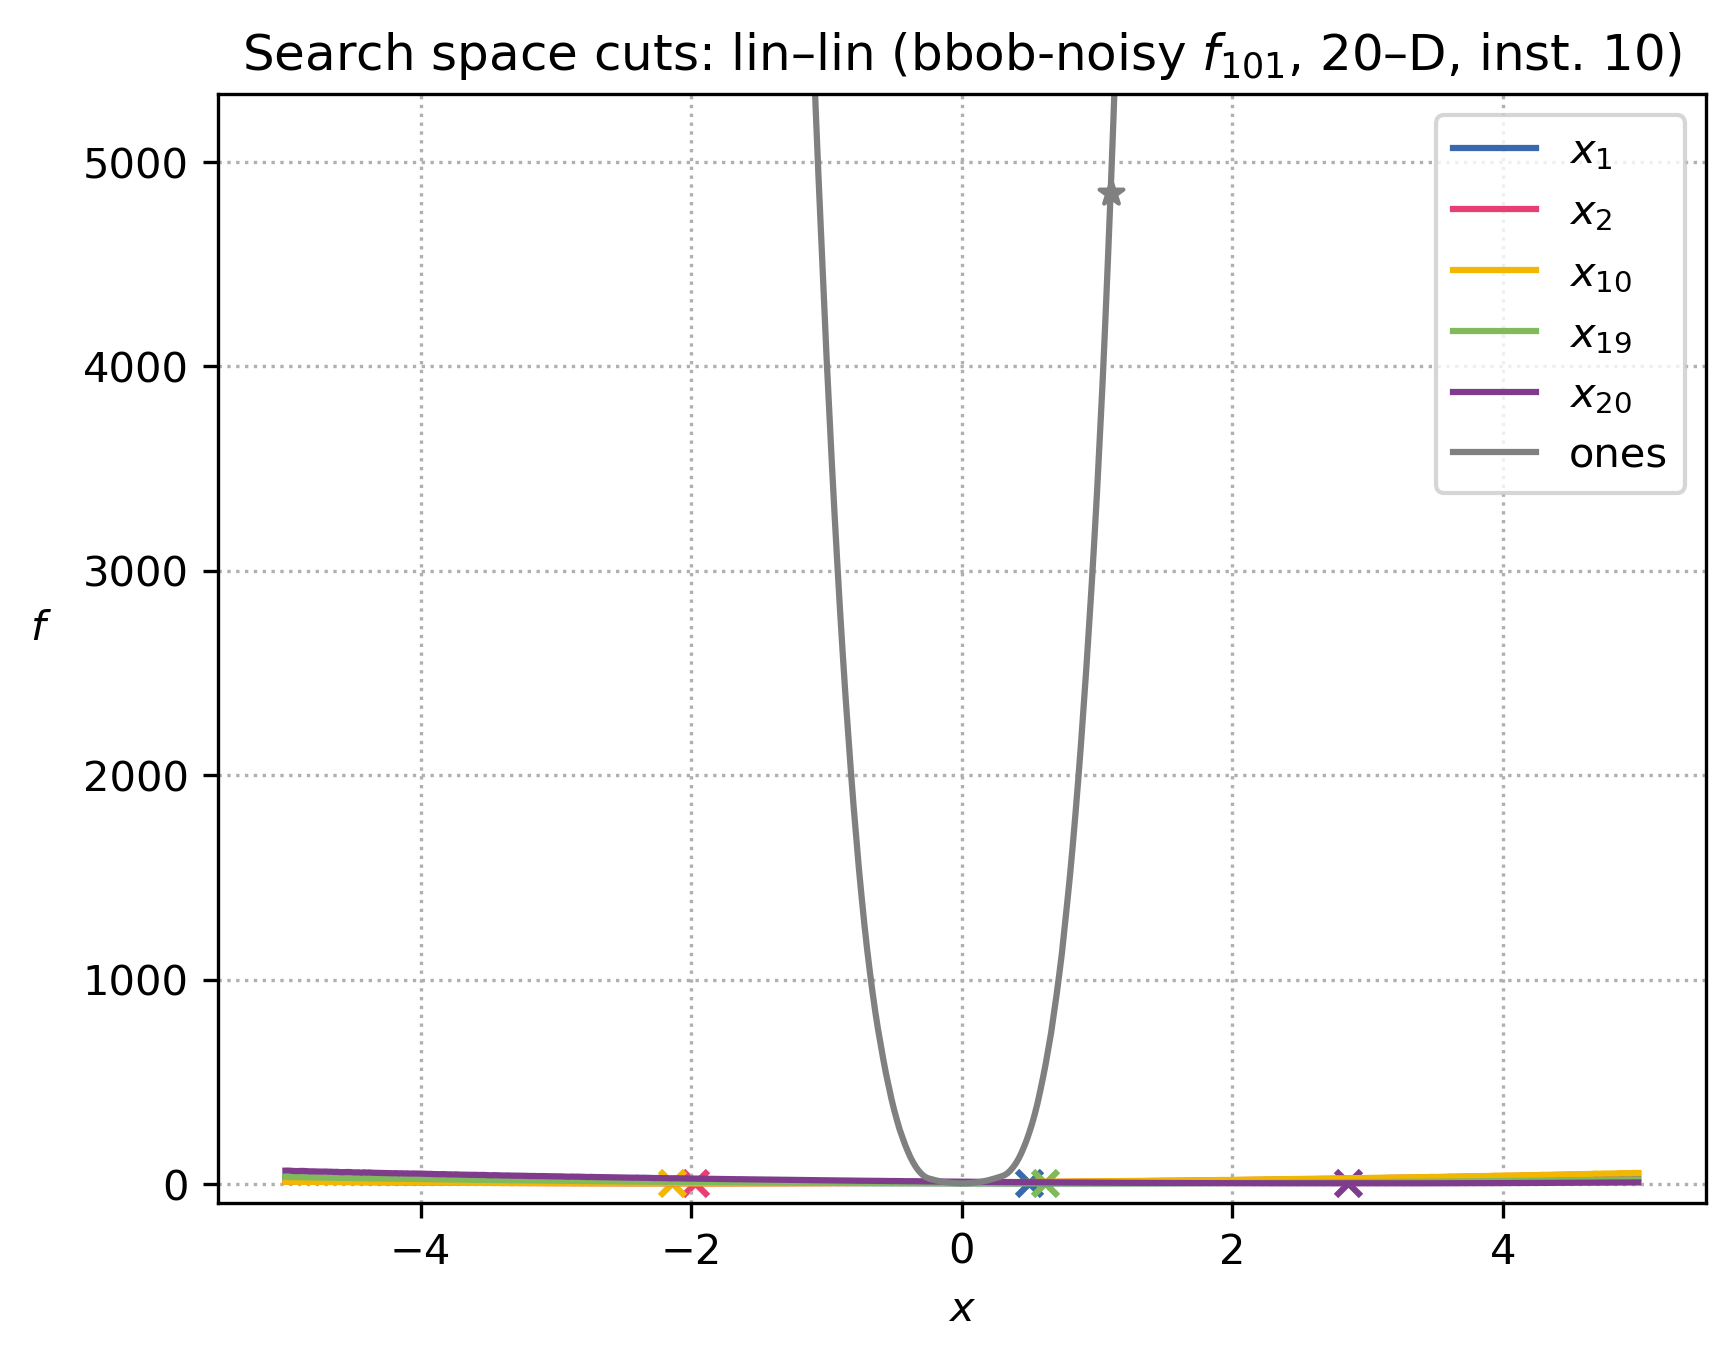 Search space cuts: lin–lin (bbob-noisy f₁₀₁, 20–D, inst. 10)
5000
4000
3000
2000
1000
0
f
−4
−2
0
2
4
x
x₁
x₂
x₁₀
x₁₉
x₂₀
ones